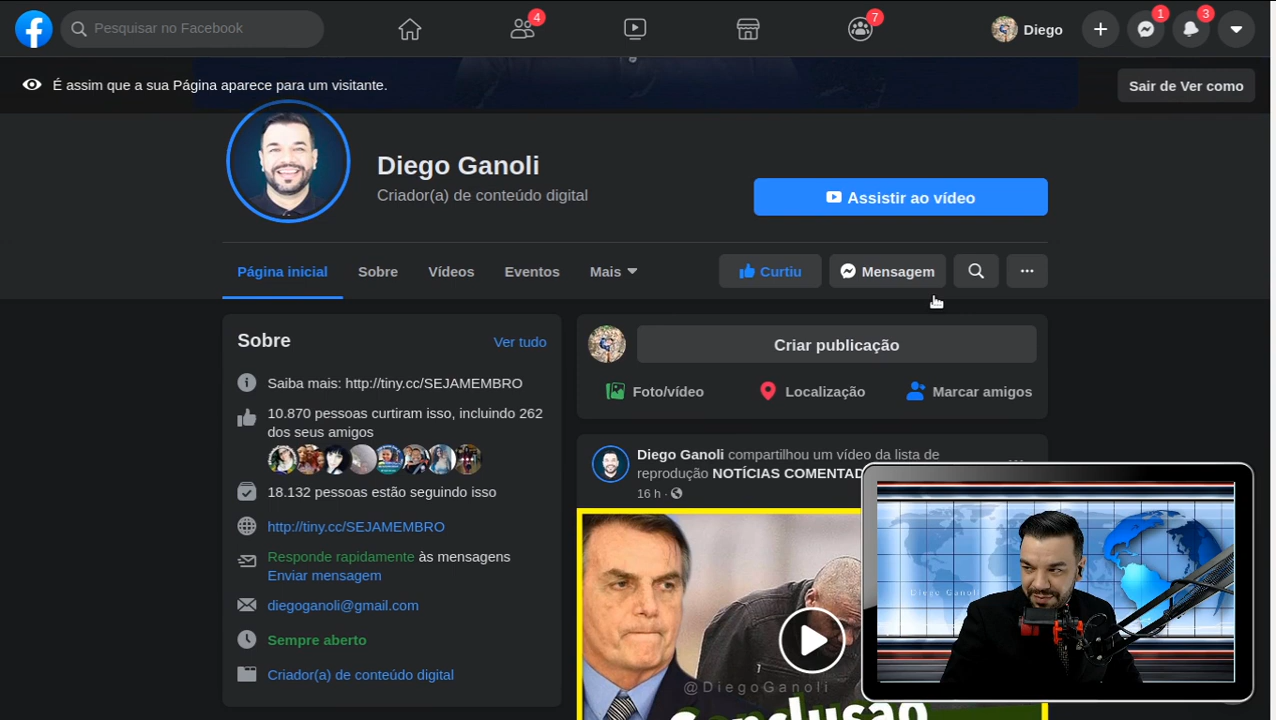 Pesquisar no Facebook
4
7
Diego
1
3
É assim que a sua Página aparece para um visitante.
Sair de Ver como
Diego Ganoli
Criador(a) de conteúdo digital
Assistir ao vídeo
Página inicial
Sobre
Vídeos
Eventos
Mais
Curtiu
Mensagem
Sobre
Ver tudo
Saiba mais: http://tiny.cc/SEJAMEMBRO
10.870 pessoas curtiram isso, incluindo 262
dos seus amigos
18.132 pessoas estão seguindo isso
http://tiny.cc/SEJAMEMBRO
Responde rapidamente às mensagens
Enviar mensagem
diegoganoli@gmail.com
Sempre aberto
Criador(a) de conteúdo digital
Criar publicação
Foto/vídeo
Localização
Marcar amigos
Diego Ganoli compartilhou um vídeo da lista de
reprodução NOTÍCIAS COMENTAD
16 h ·
@DiegoGanoli
Conclusão
Diego Ganoli